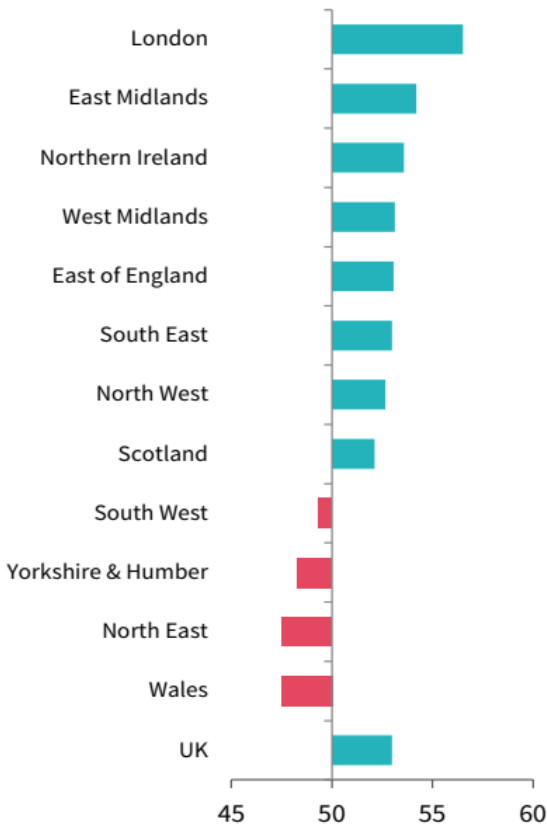 London
East Midlands
Northern Ireland
West Midlands
East of England
South East
North West
Scotland
South West
Yorkshire & Humber
North East
Wales
UK
45 50 55 60